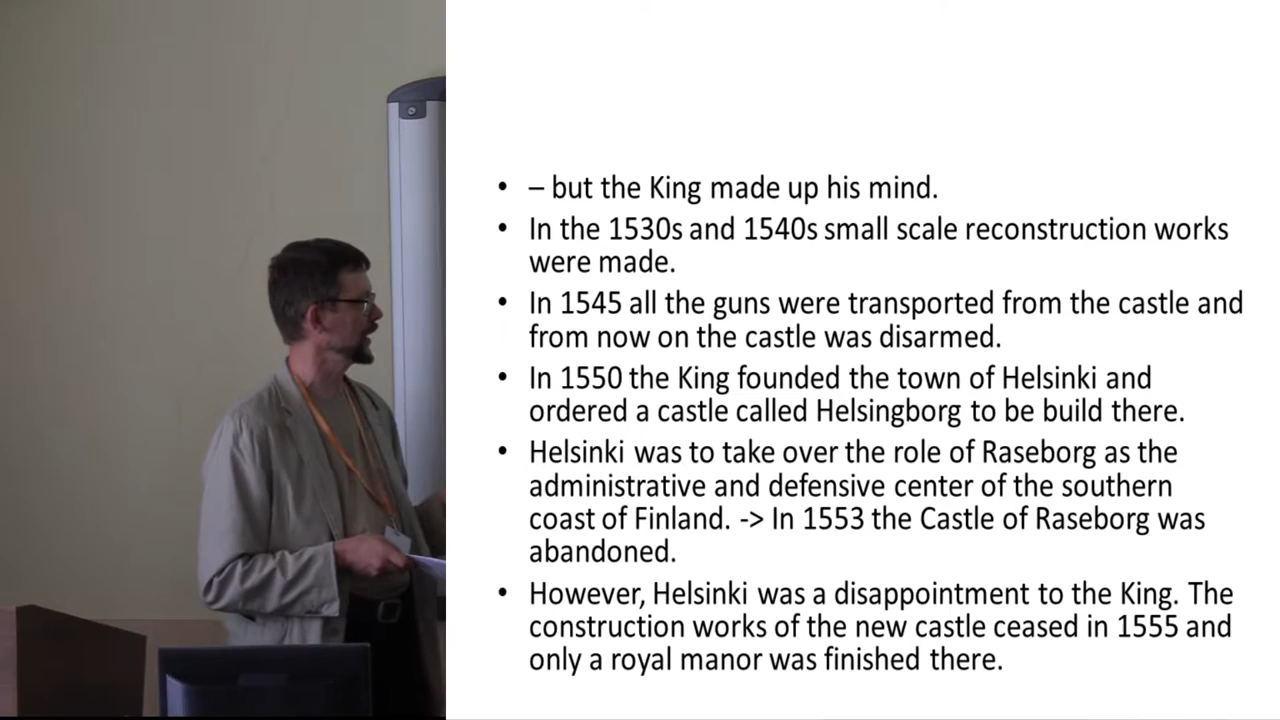 • – but the King made up his mind.
• In the 1530s and 1540s small scale reconstruction works
were made.
• In 1545 all the guns were transported from the castle and
from now on the castle was disarmed.
• In 1550 the King founded the town of Helsinki and
ordered a castle called Helsingborg to be build there.
• Helsinki was to take over the role of Raseborg as the
administrative and defensive center of the southern
coast of Finland. -> In 1553 the Castle of Raseborg was
abandoned.
• However, Helsinki was a disappointment to the King. The
construction works of the new castle ceased in 1555 and
only a royal manor was finished there.